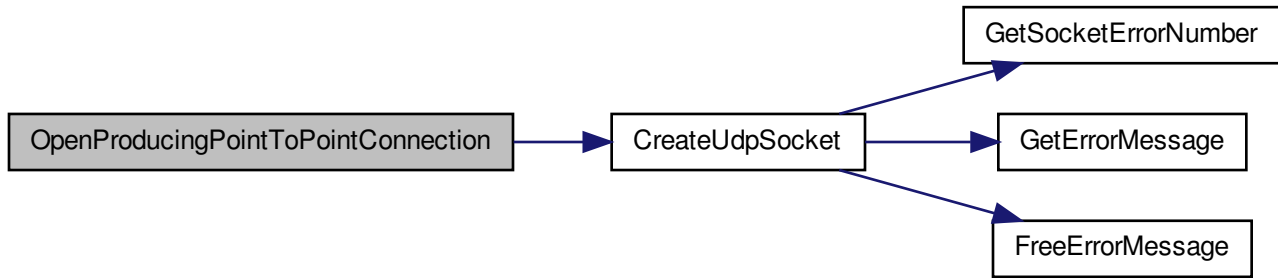 OpenProducingPointToPointConnection
CreateUdpSocket
GetSocketErrorNumber
GetErrorMessage
FreeErrorMessage